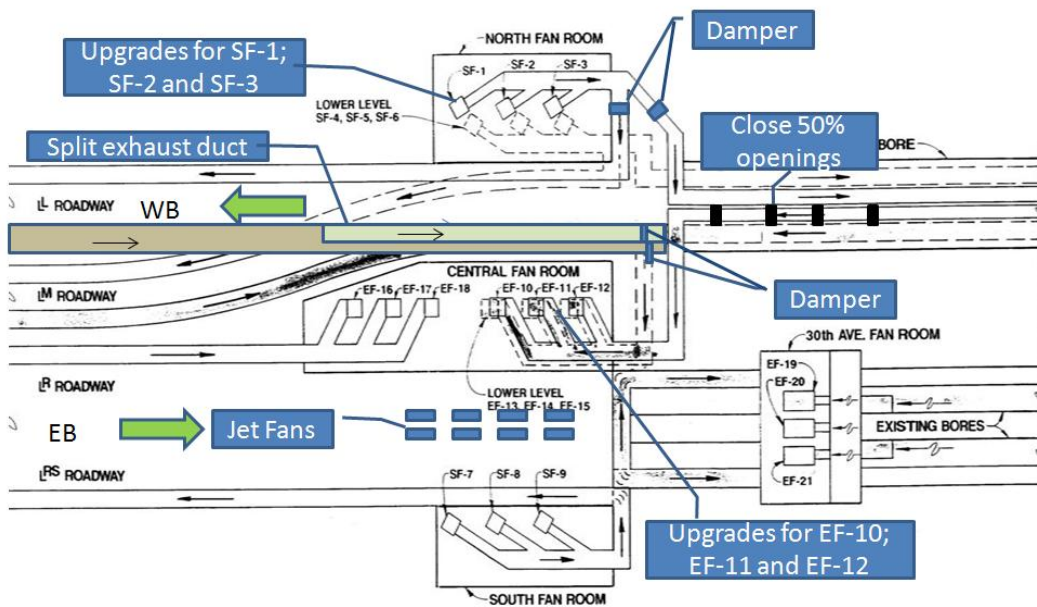 Upgrades for SF-1;
SF-2 and SF-3
NORTH FAN ROOM
SF-1
SF-2
SF-3
LOWER LEVEL
SF-4, SF-5, SF-6
Damper
Close 50%
openings
BORE
Split exhaust duct
LL ROADWAY
WB
CENTRAL FAN ROOM
EF-16
EF-17
EF-18
EF-10
EF-11
EF-12
LM ROADWAY
Damper
30th AVE. FAN ROOM
EF-19
EF-20
LR ROADWAY
LOWER LEVEL
EF-13, EF-14, EF-15
EB
Jet Fans
EXISTING BORES
LRS ROADWAY
SF-7
SF-8
SF-9
EF-21
Upgrades for EF-10;
EF-11 and EF-12
SOUTH FAN ROOM